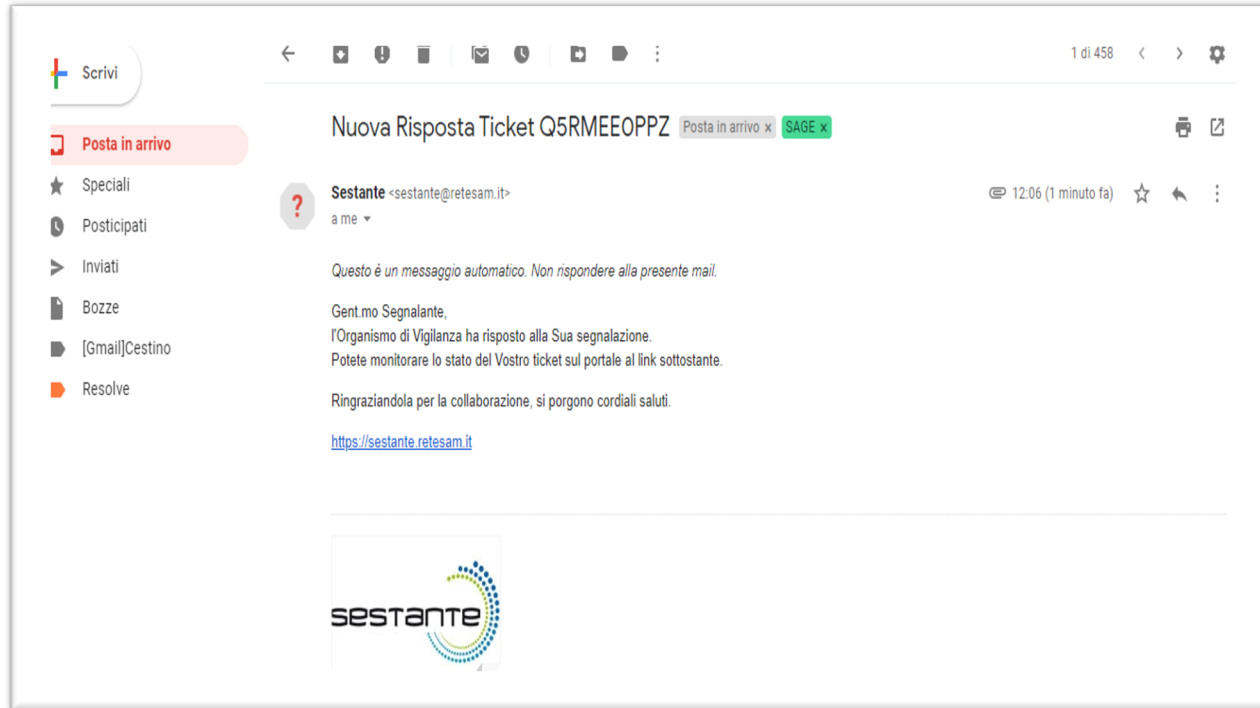 Scrivi
1 di 458
Nuova Risposta Ticket Q5RMEE0PPZ Posta in arrivo x SAGE x
Posta in arrivo
Speciali
Posticipati
Inviati
Bozze
[Gmail]Cestino
Resolve
?
Sestante <sestante@retesam.it>
12:06 (1 minuto fa)
a me
Questo è un messaggio automatico. Non rispondere alla presente mail.
Gent.mo Segnalante,
l'Organismo di Vigilanza ha risposto alla Sua segnalazione.
Potete monitorare lo stato del Vostro ticket sul portale al link sottostante.
Ringraziandola per la collaborazione, si porgono cordiali saluti.
https://sestante.retesam.it
sestante